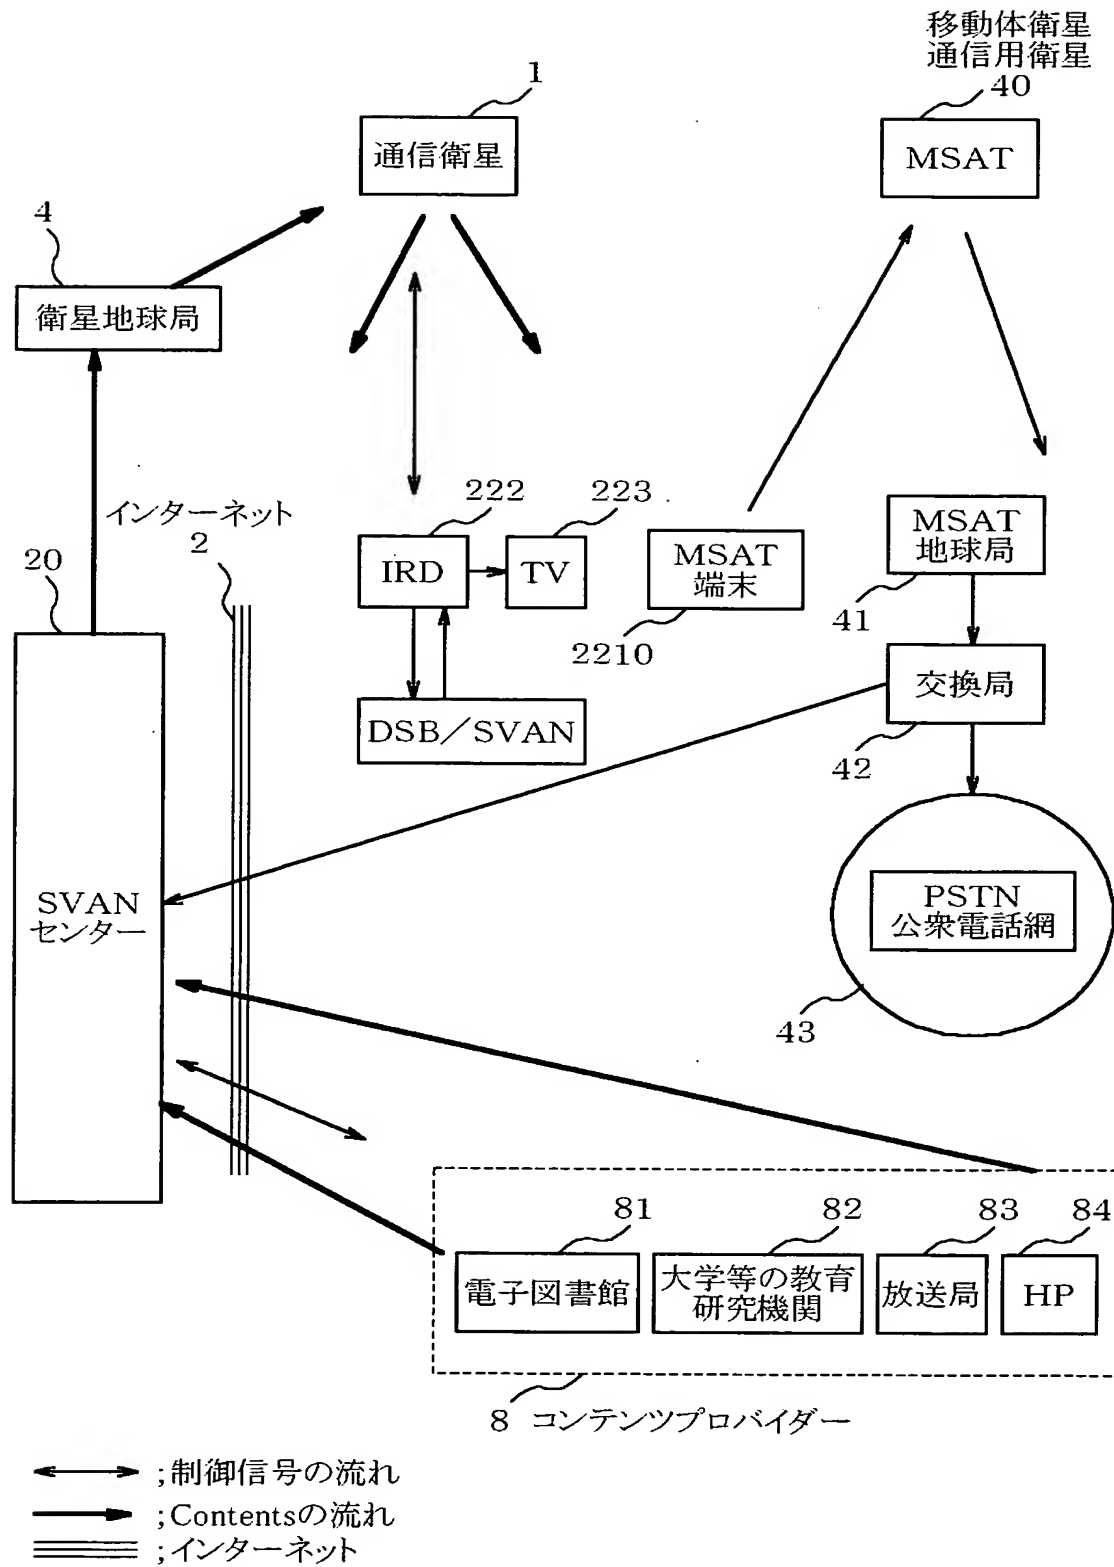 移動体衛星
通信用衛星
1
40
通信衛星
MSAT
4
衛星地球局
222
223
インターネット
2
20
IRD
TV
MSAT
端末
MSAT
地球局
41
2210
交換局
DSB/SVAN
42
SVAN
センター
PSTN
公衆電話網
43
81
82
83
84
電子図書館
大学等の教育
研究機関
放送局
HP
8 コンテンツプロバイダー
;制御信号の流れ
;Contentsの流れ
;インターネット